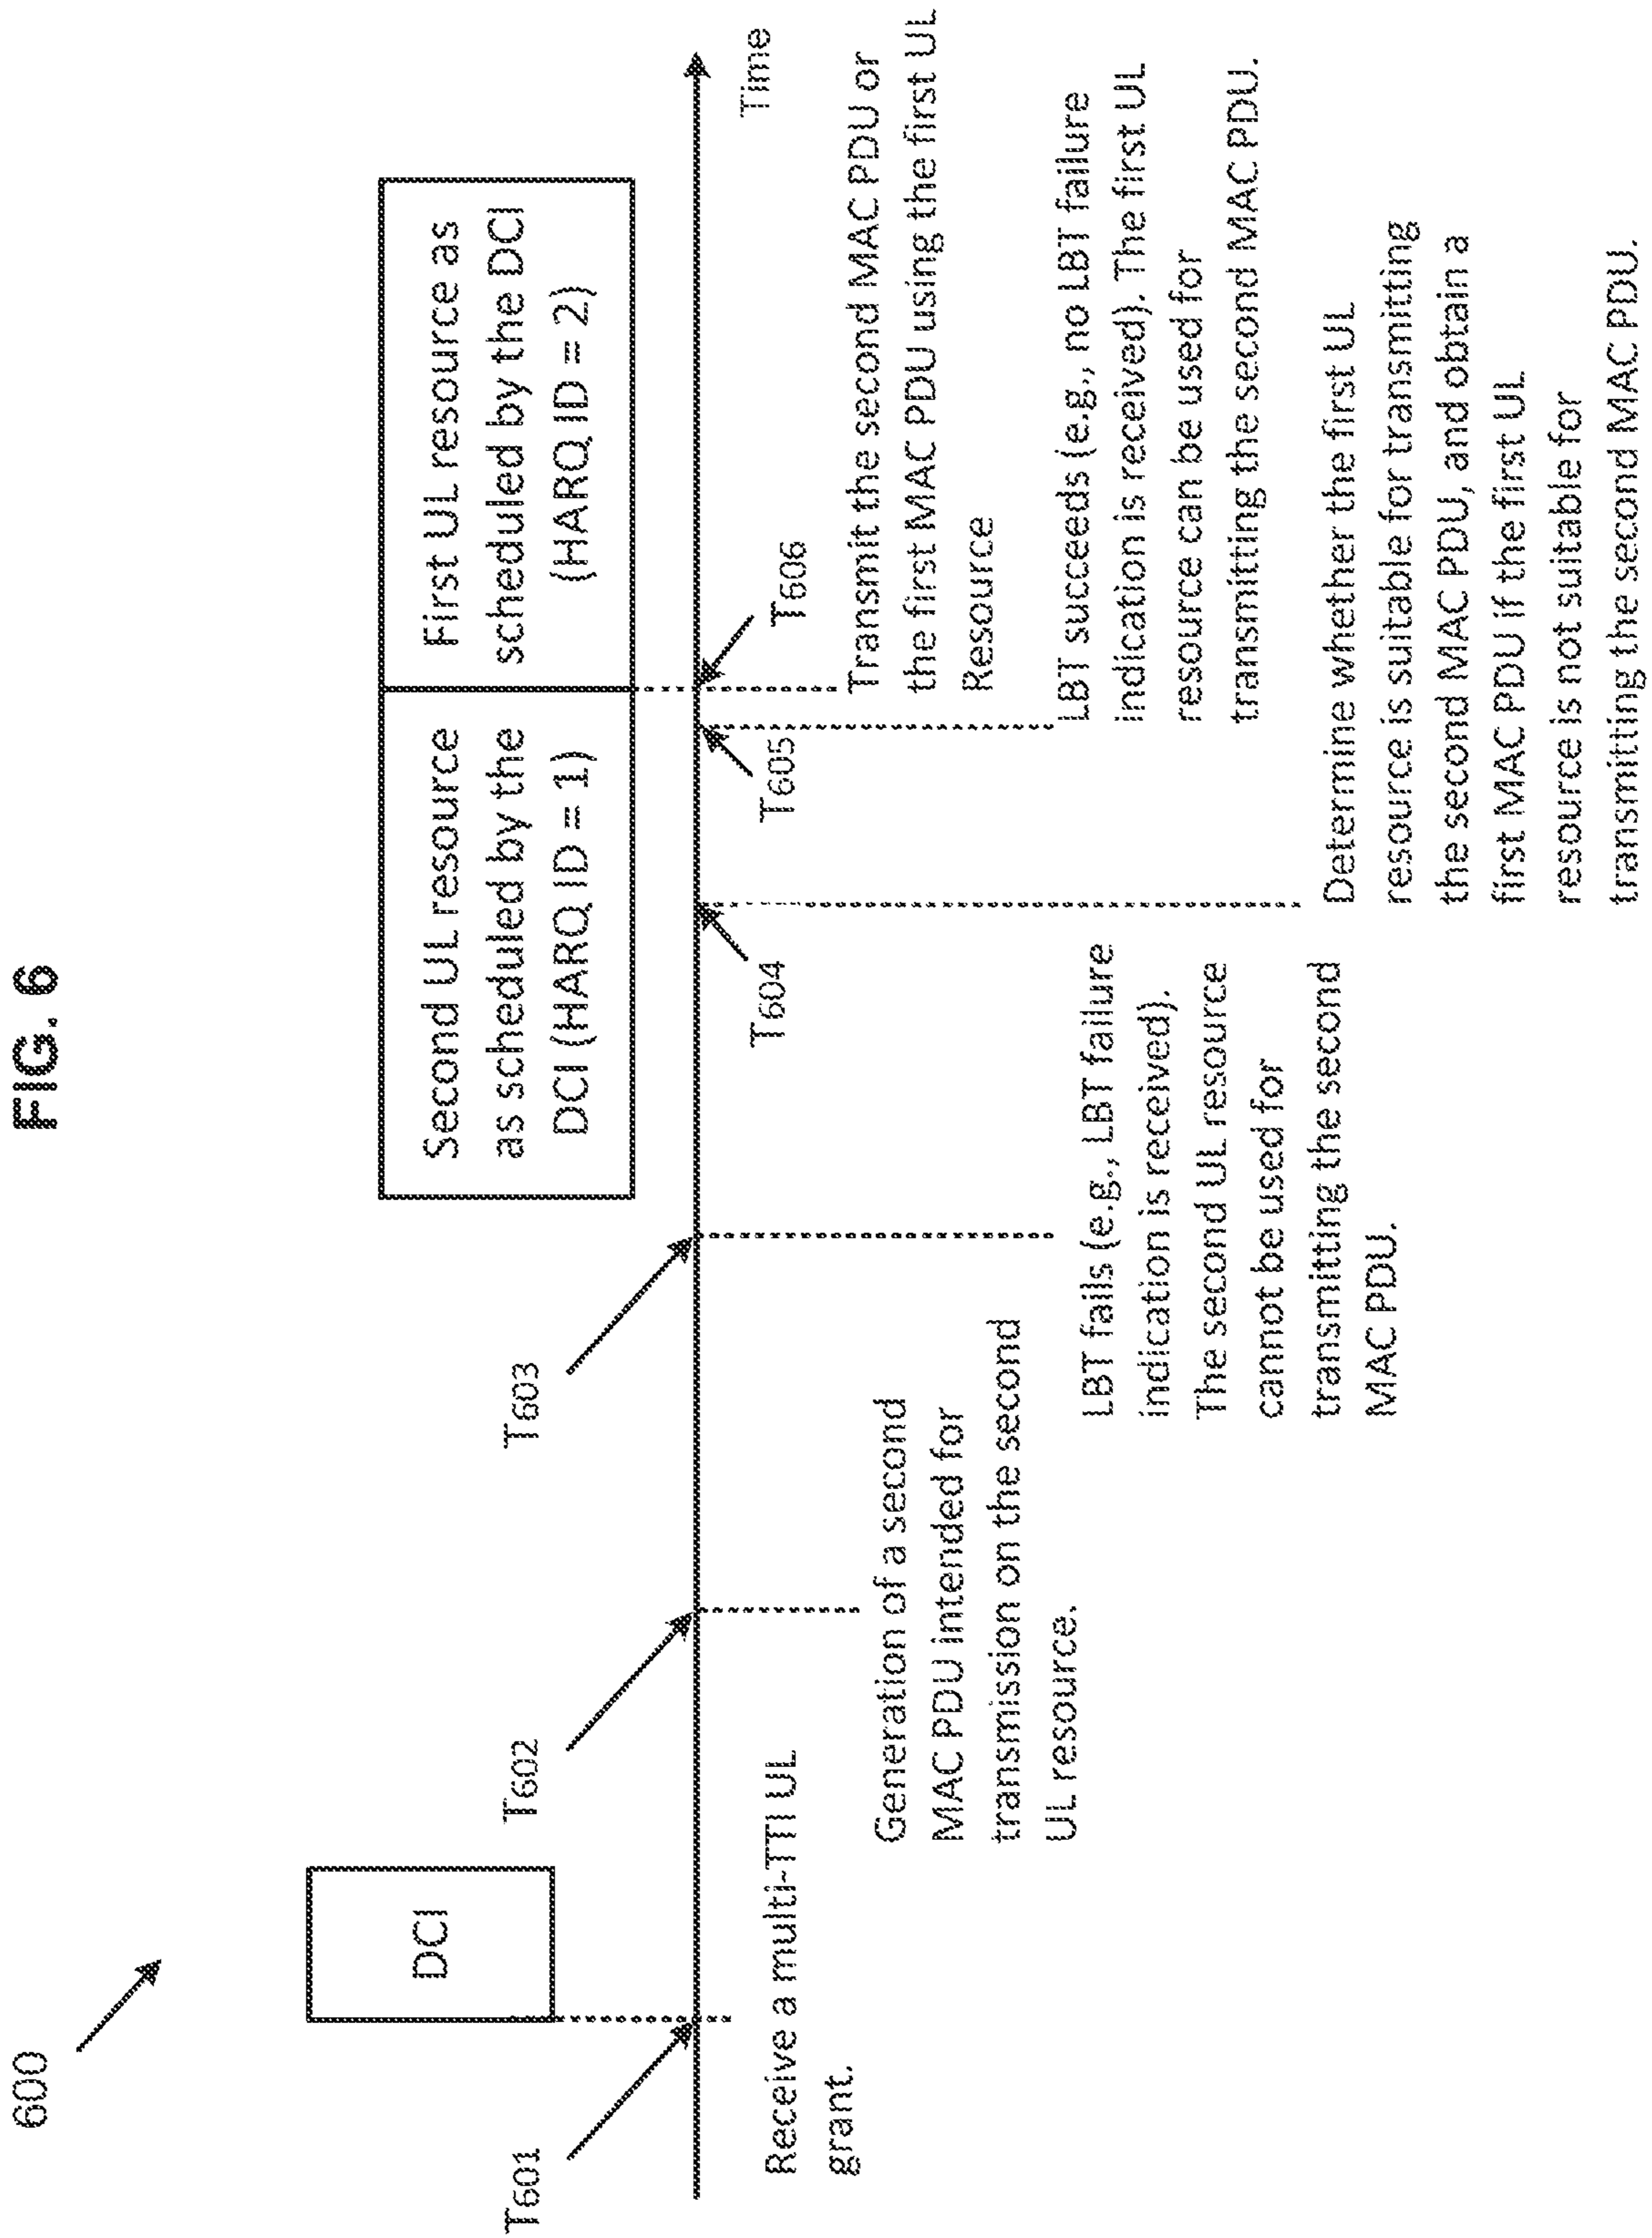 FIG. 6
600
DCI
Second UL resource
as scheduled by the
DCI (HARQ ID = 1)
First UL resource as
scheduled by the DCI
(HARQ ID = 2)
T601
T602
T603
T604
T605
T606
Time
Receive a multi-TTI UL
grant.
Generation of a second
MAC PDU intended for
transmission on the second
UL resource.
LBT fails (e.g., LBT failure
indication is received).
The second UL resource
cannot be used for
transmitting the second
MAC PDU.
Determine whether the first UL
resource is suitable for transmitting
the second MAC PDU, and obtain a
first MAC PDU if the first UL
resource is not suitable for
transmitting the second MAC PDU.
LBT succeeds (e.g., no LBT failure
indication is received). The first UL
resource can be used for
transmitting the second MAC PDU.
Transmit the second MAC PDU or
the first MAC PDU using the first UL
Resource